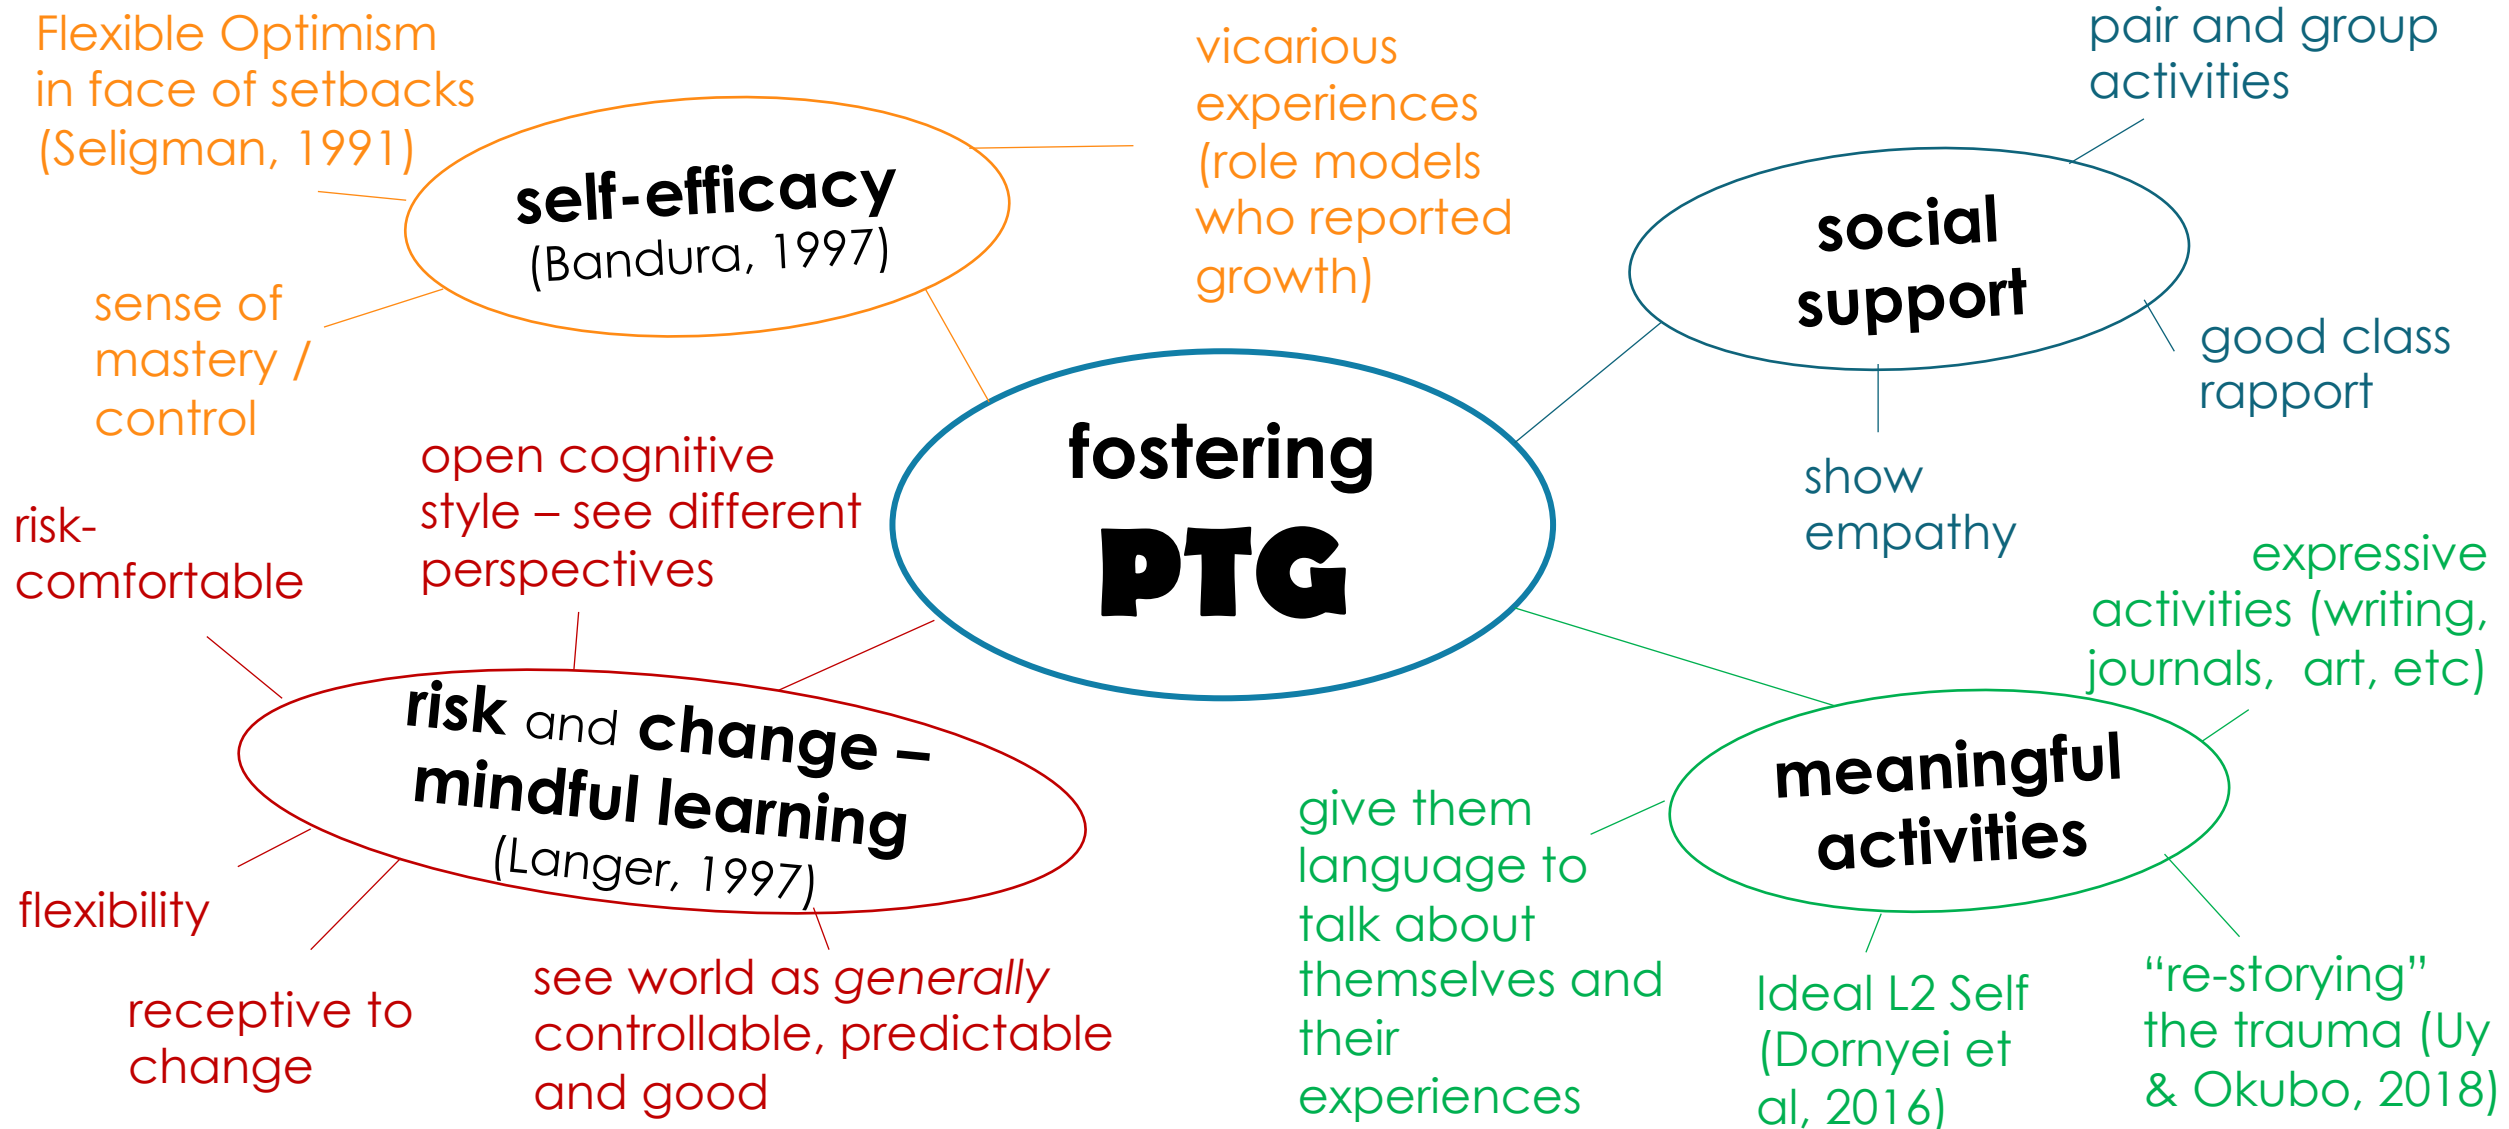 Flexible Optimism
in face of setbacks
(Seligman, 1991)
self-efficacy
(Bandura, 1997)
sense of
mastery /
control
vicarious
experiences
(role models
who reported
growth)
pair and group
activities
social
support
good class
rapport
show
empathy
fostering
PTG
open cognitive
style – see different
perspectives
risk-
comfortable
risk and change –
mindful learning
(Langer, 1997)
flexibility
receptive to
change
see world as generally
controllable, predictable
and good
expressive
activities (writing,
journals, art, etc)
meaningful
activities
give them
language to
talk about
themselves and
their
experiences
Ideal L2 Self
(Dornyei et
al, 2016)
“re-storying”
the trauma (Uy
& Okubo, 2018)